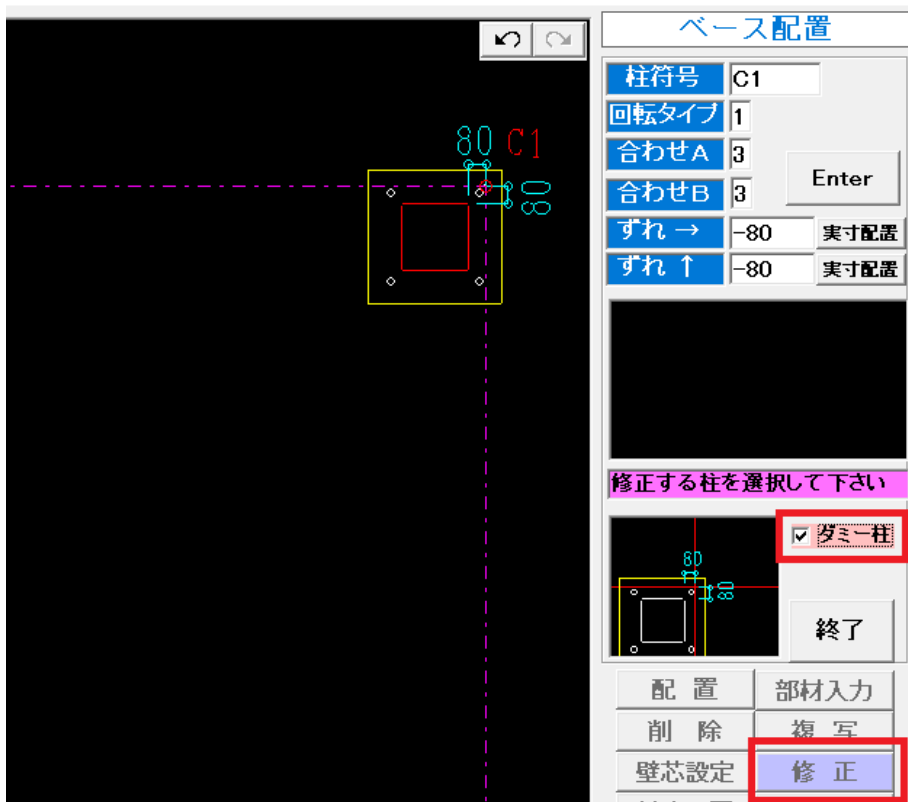 ベース配置
柱符号 C1
回転タイプ 1
合わせA 3
合わせB 3
Enter
ずれ → -80 実寸配置
ずれ ↑ -80 実寸配置
80 C1
80
修正する柱を選択して下さい
ダミー柱
80
80
終了
配 置 部材入力
削 除 複 写
壁芯設定 修 正